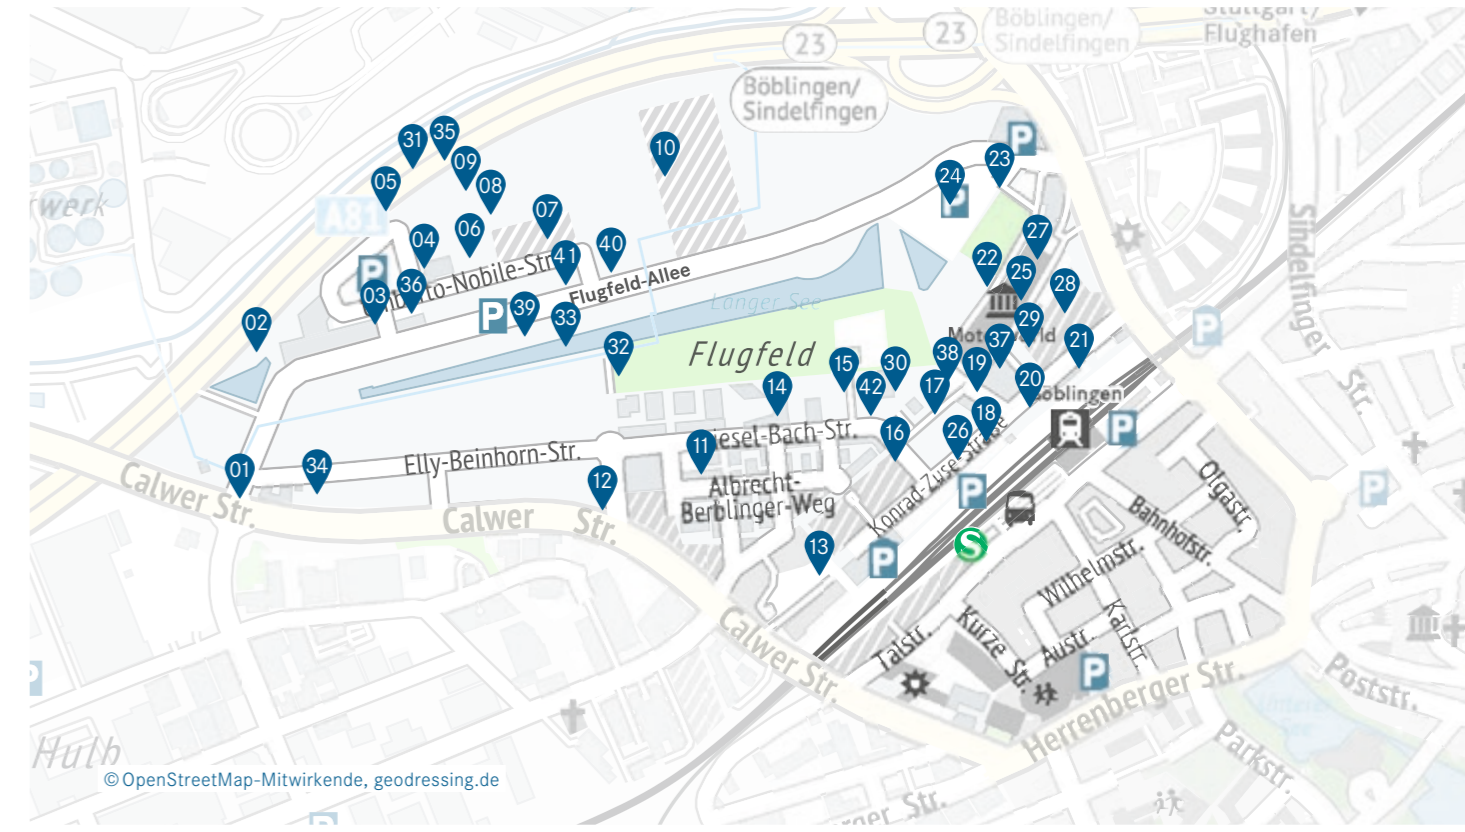 Stuttgart/
Flughafen
23
23
Böblingen/
Sindelfingen
Böblingen/
Sindelfingen
P
A81
31
35
09
05
08
10
07
06
04
40
41
36
03
02
39
33
32
24
23
22
27
25
28
29
21
37
38
19
20
30
15
42
17
14
18
26
16
11
12
13
01
34
P
P
P
Flugfeld-Allee
Langer See
Flugfeld
Böblingen
Sindelfinger
Str.
P
P
P
P
P
P
S
Elly-Beinhorn-Str.
Albrecht-
Berblinger-Weg
Konrad-Zuse-Straße
Calwer Str.
Calwer Str.
Calwer Str.
Olgastr.
Bahnhofstr.
Wilhelmstr.
Karlstr.
Austr.
Kurze Str.
Talstr.
Herrenberger Str.
Poststr.
Parkstr.
Unterer
See
Hulb
P
P
© OpenStreetMap-Mitwirkende, geodressing.de